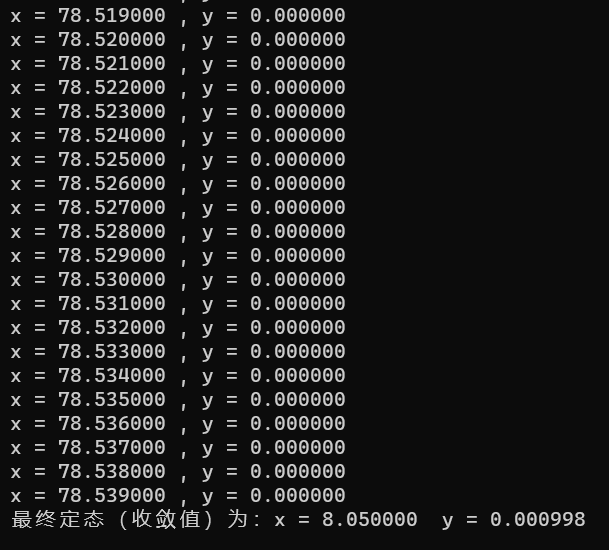 x = 78.519000 , y = 0.000000
x = 78.520000 , y = 0.000000
x = 78.521000 , y = 0.000000
x = 78.522000 , y = 0.000000
x = 78.523000 , y = 0.000000
x = 78.524000 , y = 0.000000
x = 78.525000 , y = 0.000000
x = 78.526000 , y = 0.000000
x = 78.527000 , y = 0.000000
x = 78.528000 , y = 0.000000
x = 78.529000 , y = 0.000000
x = 78.530000 , y = 0.000000
x = 78.531000 , y = 0.000000
x = 78.532000 , y = 0.000000
x = 78.533000 , y = 0.000000
x = 78.534000 , y = 0.000000
x = 78.535000 , y = 0.000000
x = 78.536000 , y = 0.000000
x = 78.537000 , y = 0.000000
x = 78.538000 , y = 0.000000
x = 78.539000 , y = 0.000000
最终定态（收敛值）为：x = 8.050000  y = 0.000998